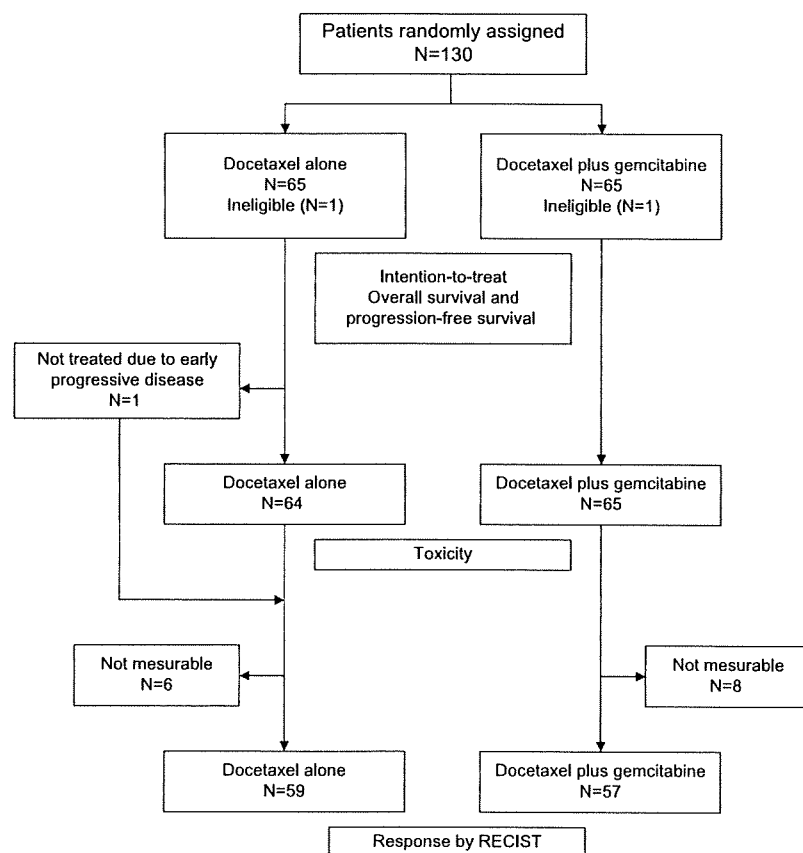 Patients randomly assigned
N=130
Docetaxel alone
N=65
Ineligible (N=1)
Docetaxel plus gemcitabine
N=65
Ineligible (N=1)
Intention-to-treat
Overall survival and
progression-free survival
Not treated due to early
progressive disease
N=1
Docetaxel alone
N=64
Docetaxel plus gemcitabine
N=65
Toxicity
Not mesurable
N=6
Not mesurable
N=8
Docetaxel alone
N=59
Docetaxel plus gemcitabine
N=57
Response by RECIST